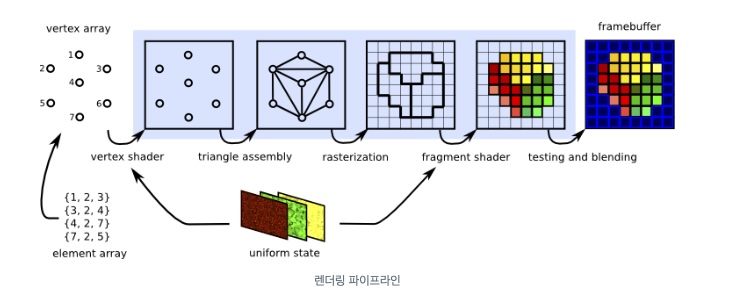 vertex array
framebuffer
1
2
3
4
5
6
7
vertex shader
triangle assembly
rasterization
fragment shader
testing and blending
{1, 2, 3}
{3, 2, 4}
{4, 2, 7}
{7, 2, 5}
element array
uniform state
렌더링 파이프라인